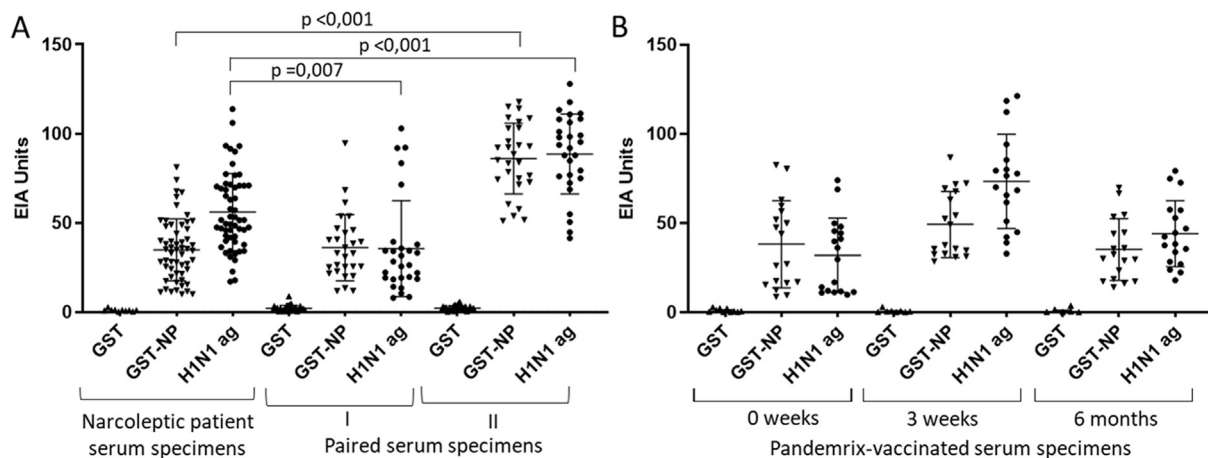 A
p <0,001
p <0,001
p =0,007
EIA Units
150
100
50
0
GST
GST-NP
H1N1 ag
GST
GST-NP
H1N1 ag
GST
GST-NP
H1N1 ag
Narcoleptic patient
serum specimens
I
II
Paired serum specimens
B
EIA Units
150
100
50
0
GST
GST-NP
H1N1 ag
GST
GST-NP
H1N1 ag
GST
GST-NP
H1N1 ag
0 weeks
3 weeks
6 months
Pandemrix-vaccinated serum specimens